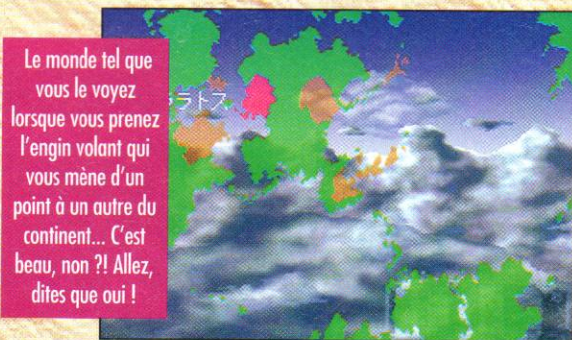 Le monde tel que
vous le voyez
lorsque vous prenez
l'engin volant qui
vous mène d'un
point à un autre du
continent... C'est
beau, non ?! Allez,
dites que oui !
ラトス